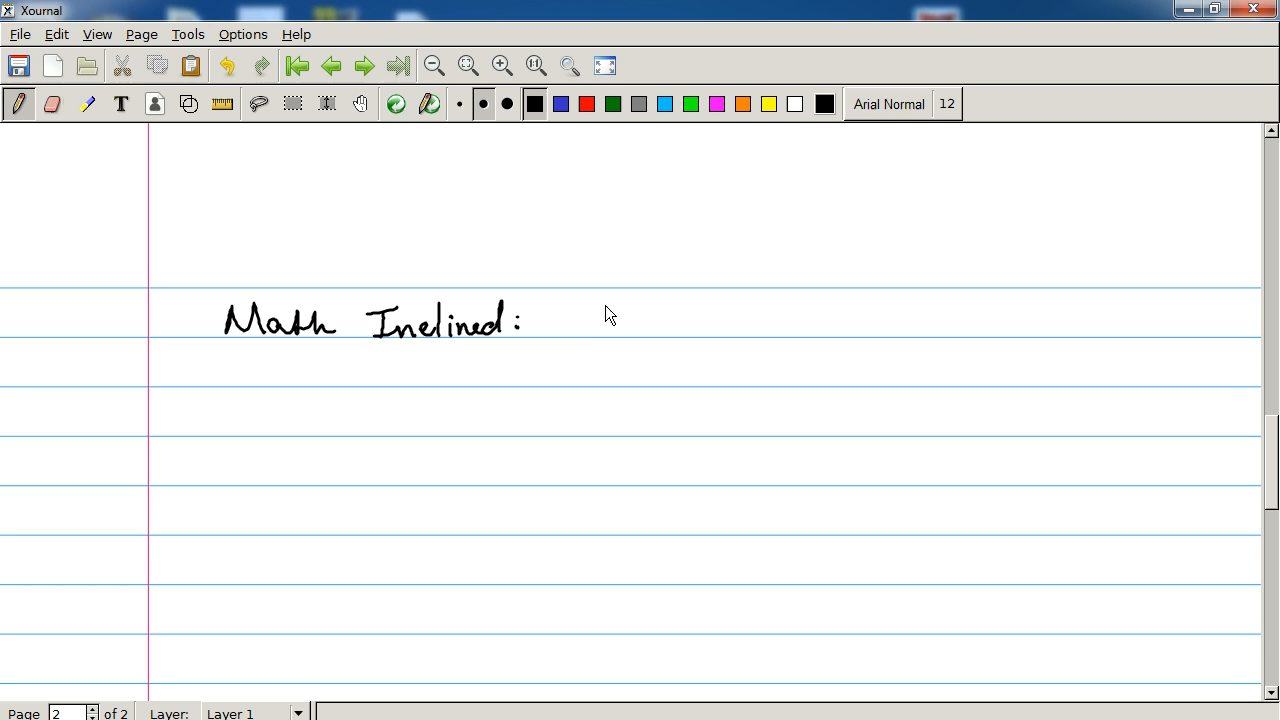 Xournal
File Edit View Page Tools Options Help
Arial Normal 12
Math Inclined:
Page 2 of 2 Layer: Layer 1